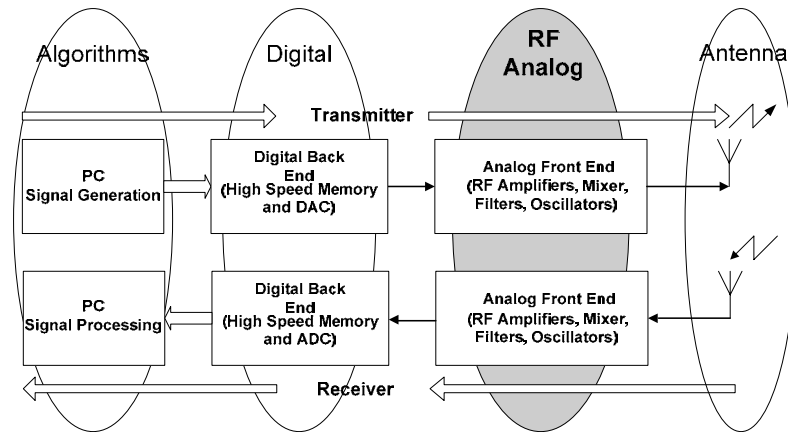 Algorithms
Digital
RF
Analog
Antenna
Transmitter
PC
Signal Generation
Digital Back
End
(High Speed Memory
and DAC)
Analog Front End
(RF Amplifiers, Mixer,
Filters, Oscillators)
PC
Signal Processing
Digital Back
End
(High Speed Memory
and ADC)
Analog Front End
(RF Amplifiers, Mixer,
Filters, Oscillators)
Receiver